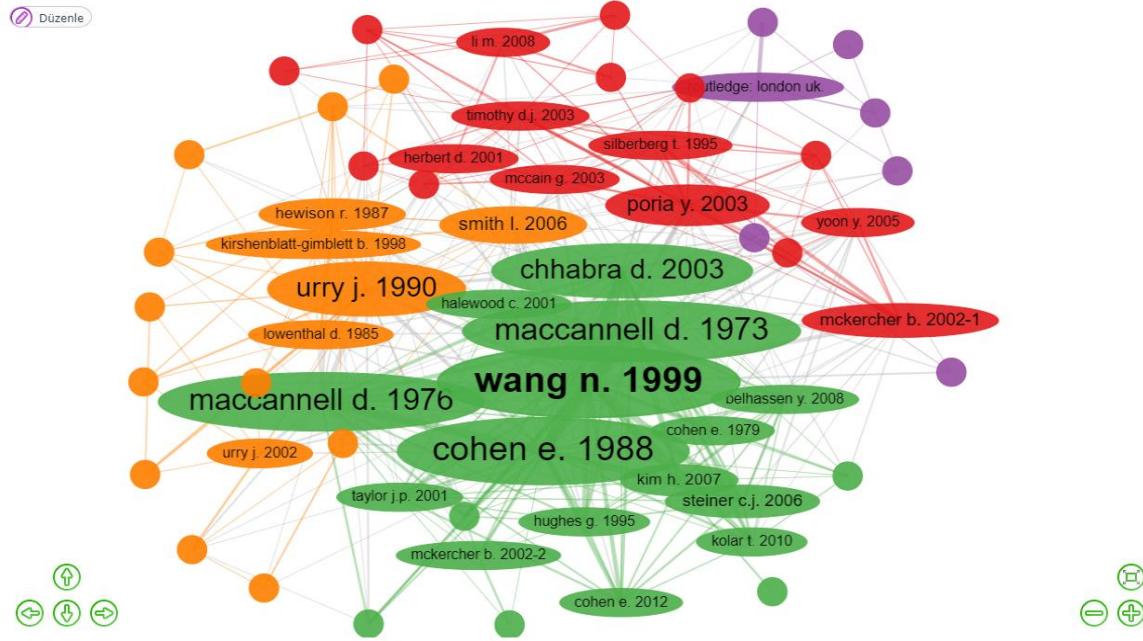 Düzenle
li m. 2008
routledge: london uk.
timothy d.j. 2003
silberberg t. 1995
herbert d. 2001
mccain g. 2003
poria y. 2003
hewison r. 1987
smith l. 2006
yoon y. 2005
kirshenblatt-gimblett b. 1998
chhabra d. 2003
urry j. 1990
halewood c. 2001
mckercher b. 2002-1
maccannell d. 1973
lowenthal d. 1985
wang n. 1999
maccannell d. 1976
belhassen y. 2008
cohen e. 1979
cohen e. 1988
urry j. 2002
kim h. 2007
taylor j.p. 2001
steiner c.j. 2006
hughes g. 1995
kolar t. 2010
mckercher b. 2002-2
cohen e. 2012